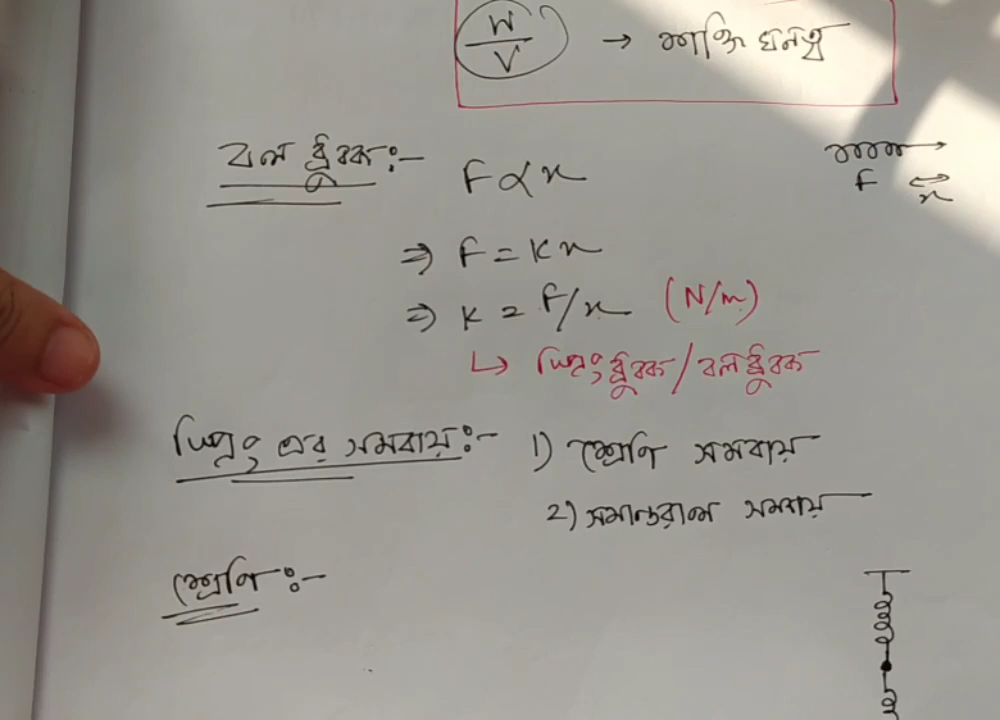 W/V → শক্তি ঘনত্ব
বল ধ্রুবক:- F ∝ x
F x
⇒ F = Kx
⇒ K = F/x (N/m)
↳ স্প্রিং ধ্রুবক / বল ধ্রুবক
স্প্রিং এর সমবায়:- 1) শ্রেণি সমবায়
2) সমান্তরাল সমবায়
শ্রেণি:-